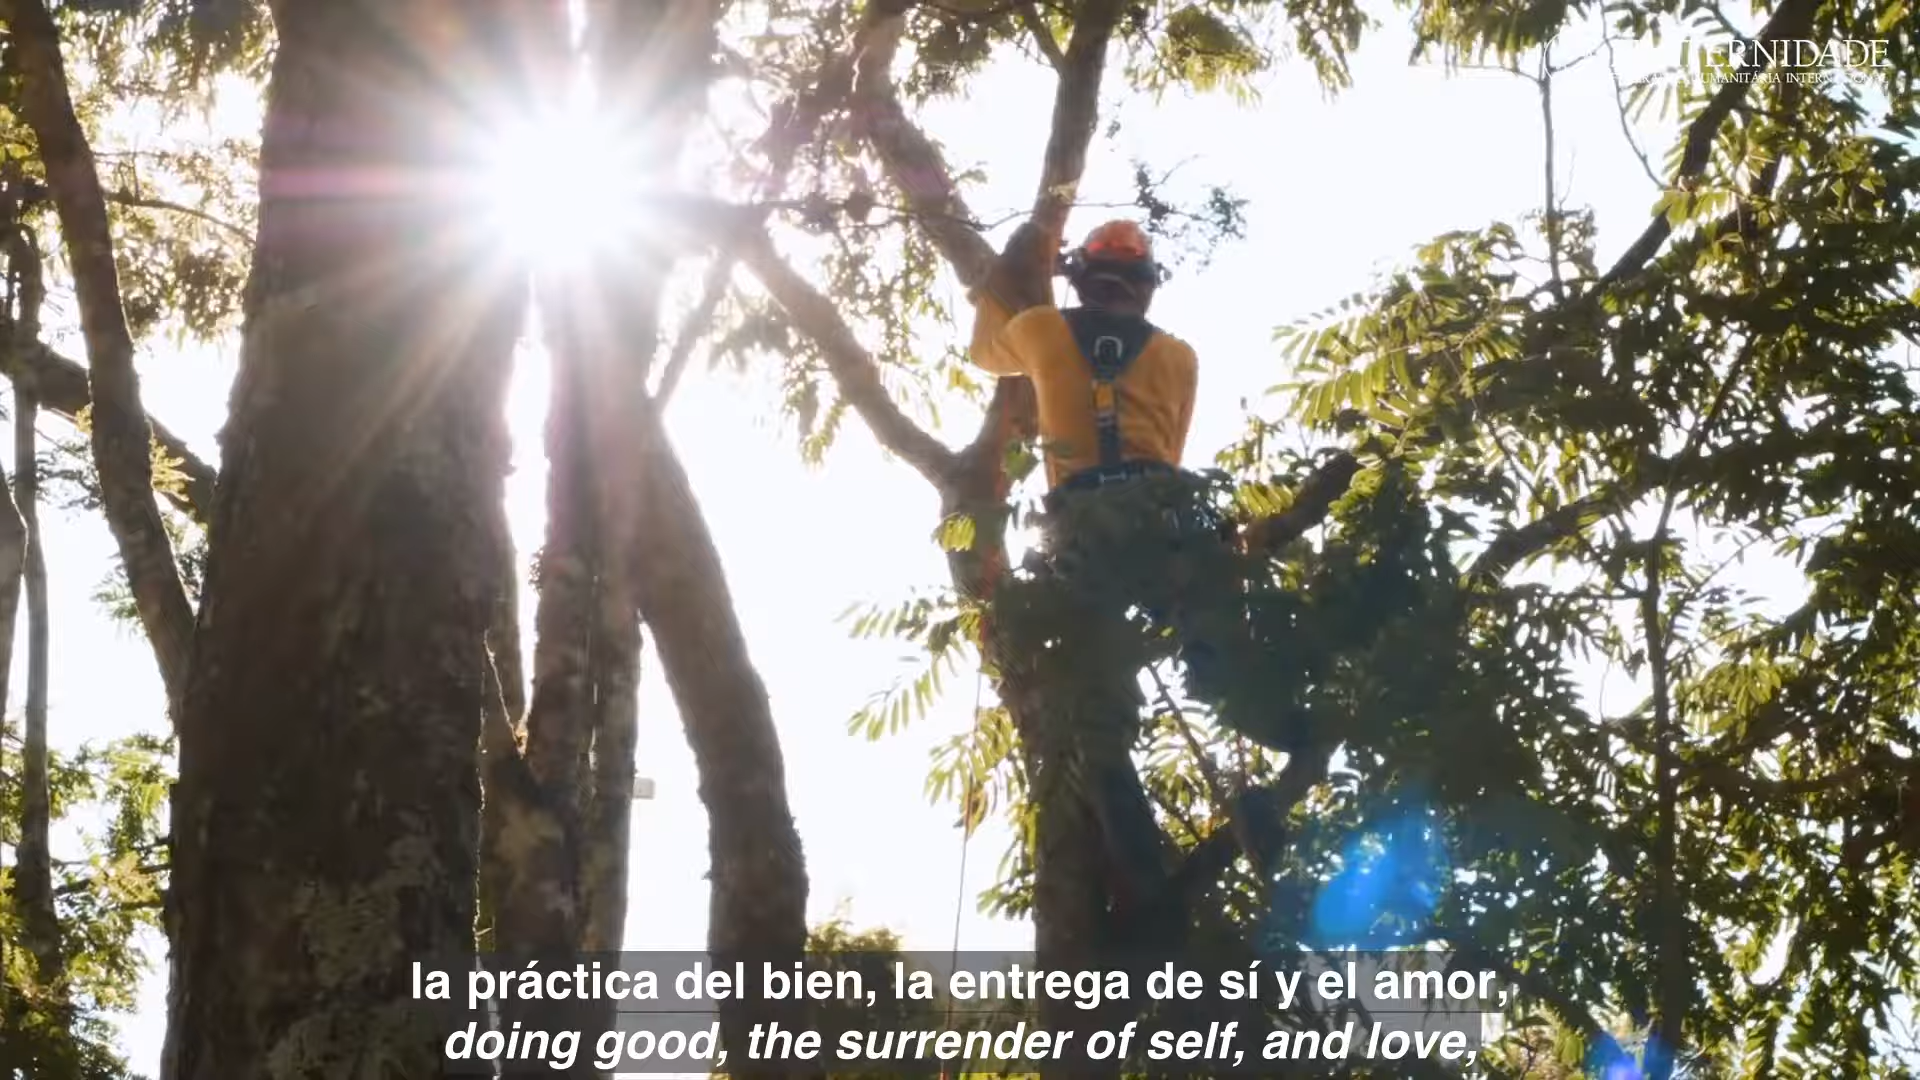 la práctica del bien, la entrega de sí y el amor,
doing good, the surrender of self, and love,